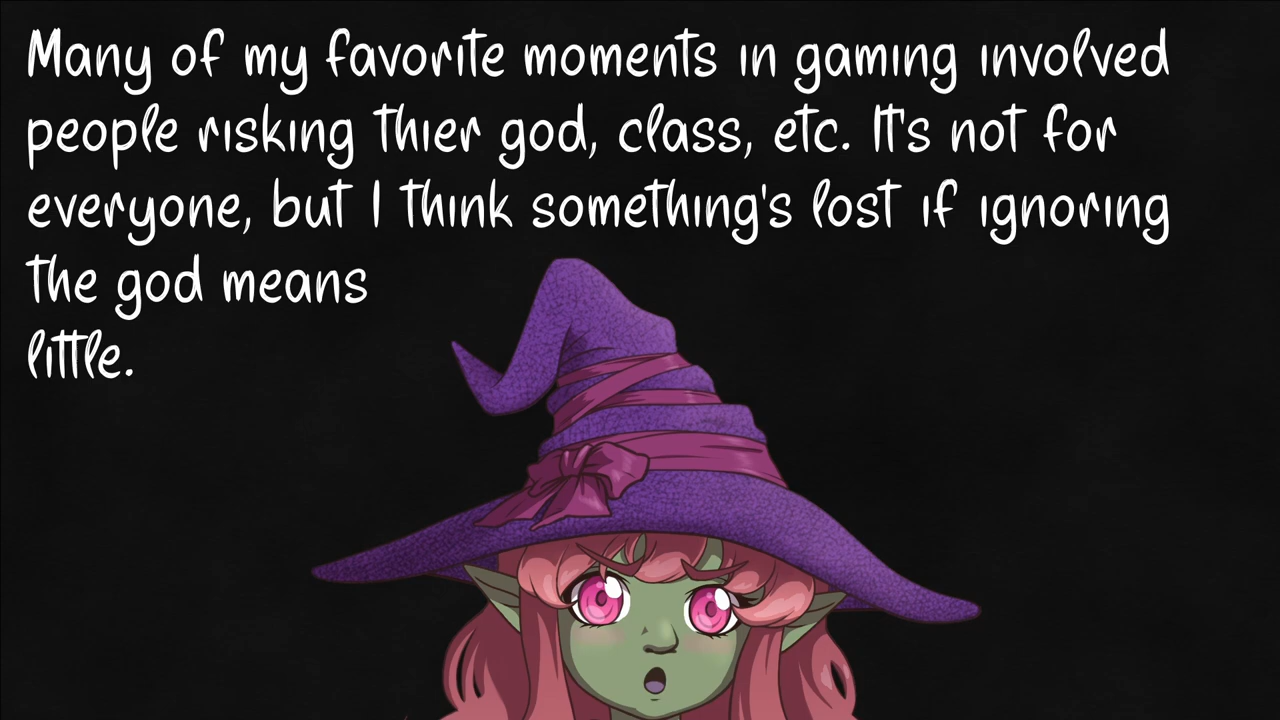 Many of my favorite moments in gaming involved
people risking thier god, class, etc. It's not for
everyone, but I think something's lost if ignoring
the god means
little.